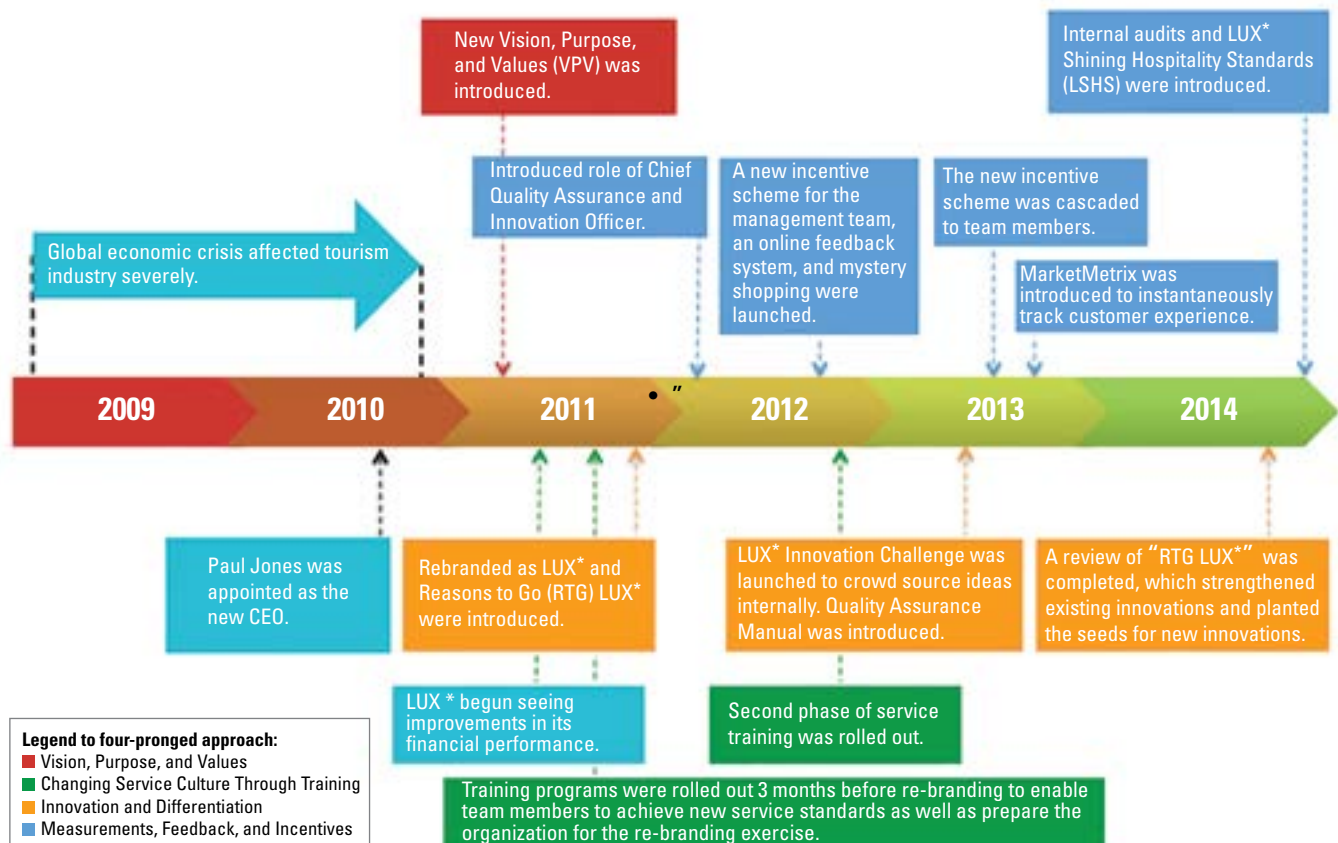 New Vision, Purpose,
and Values (VPV) was
introduced.
Internal audits and LUX*
Shining Hospitality Standards
(LSHS) were introduced.
Introduced role of Chief
Quality Assurance and
Innovation Officer.
A new incentive
scheme for the
management team,
an online feedback
system, and mystery
shopping were
launched.
The new incentive
scheme was cascaded
to team members.
MarketMetrix was
introduced to instantaneously
track customer experience.
Global economic crisis affected tourism
industry severely.
2009 2010 2011 • " 2012 2013 2014
Paul Jones was
appointed as the
new CEO.
Rebranded as LUX* and
Reasons to Go (RTG) LUX*
were introduced.
LUX* Innovation Challenge was
launched to crowd source ideas
internally. Quality Assurance
Manual was introduced.
A review of “RTG LUX*” was
completed, which strengthened
existing innovations and planted
the seeds for new innovations.
LUX * begun seeing
improvements in its
financial performance.
Second phase of service
training was rolled out.
Training programs were rolled out 3 months before re-branding to enable
team members to achieve new service standards as well as prepare the
organization for the re-branding exercise.
Legend to four-pronged approach:
Vision, Purpose, and Values
Changing Service Culture Through Training
Innovation and Differentiation
Measurements, Feedback, and Incentives